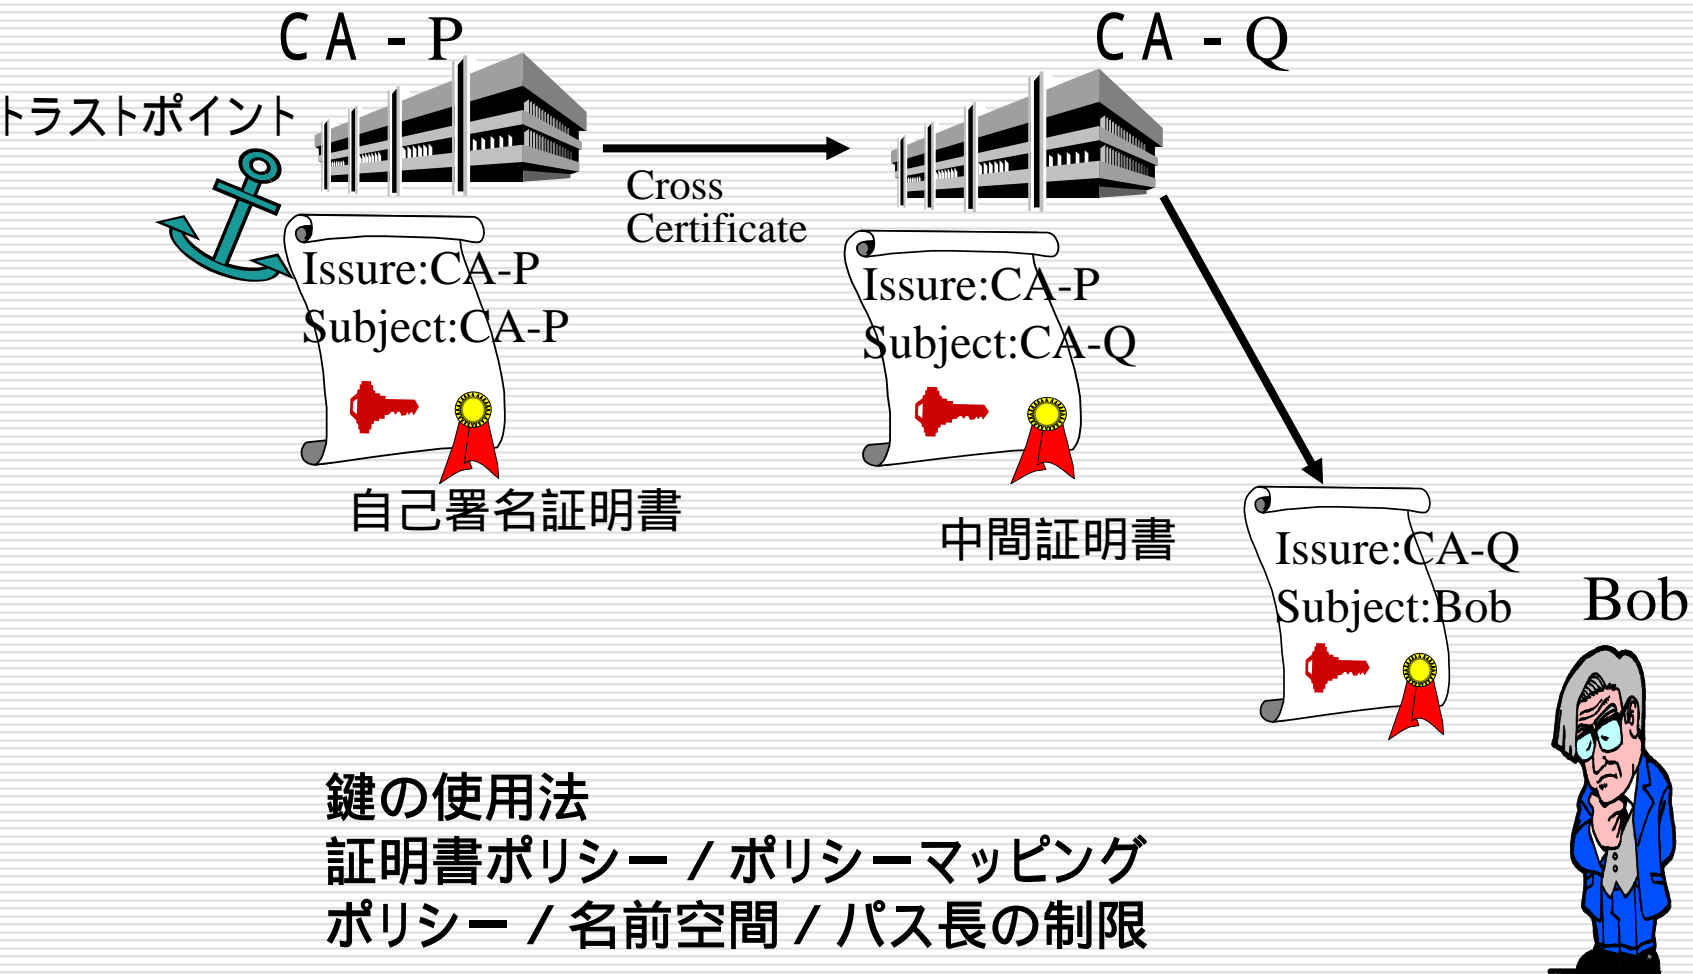 CA-P
CA-Q
トラストポイント
Cross
Certificate
Issure:CA-P
Subject:CA-P
Issure:CA-P
Subject:CA-Q
自己署名証明書
中間証明書
Issure:CA-Q
Subject:Bob
Bob
鍵の使用法
証明書ポリシー/ポリシーマッピング
ポリシー/名前空間/パス長の制限